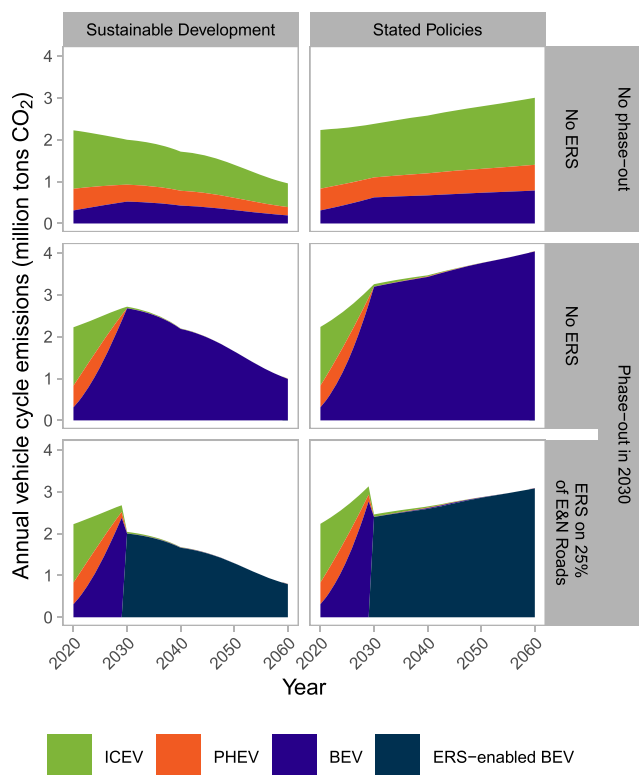 Sustainable Development
Stated Policies
Annual vehicle cycle emissions (million tons CO₂)
4
3
2
1
0
No ERS
No phase−out
4
3
2
1
0
No ERS
Phase−out in 2030
4
3
2
1
0
ERS on 25%
of E&N Roads
2020
2030
2040
2050
2060
2020
2030
2040
2050
2060
Year
ICEV
PHEV
BEV
ERS−enabled BEV